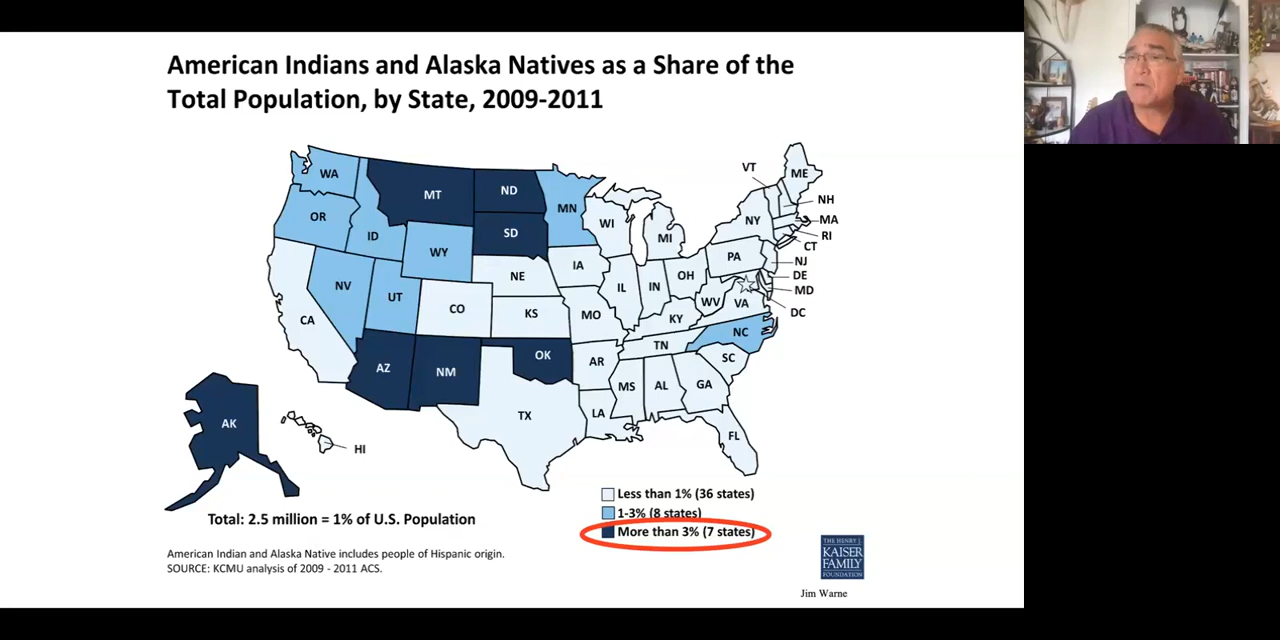 American Indians and Alaska Natives as a Share of the
Total Population, by State, 2009-2011
WA
MT
ND
MN
VT
ME
OR
ID
SD
WI
MI
NY
NH
MA
RI
CT
WY
NE
IA
PA
NJ
NV
UT
CO
KS
IL
IN
OH
DE
MD
DC
WV
VA
CA
MO
KY
NC
AZ
NM
OK
AR
TN
SC
MS
AL
GA
TX
LA
FL
AK
HI
Less than 1% (36 states)
1-3% (8 states)
More than 3% (7 states)
Total: 2.5 million = 1% of U.S. Population
American Indian and Alaska Native includes people of Hispanic origin.
SOURCE: KCMU analysis of 2009 - 2011 ACS.
THE HENRY J.
KAISER
FAMILY
FOUNDATION
Jim Warne